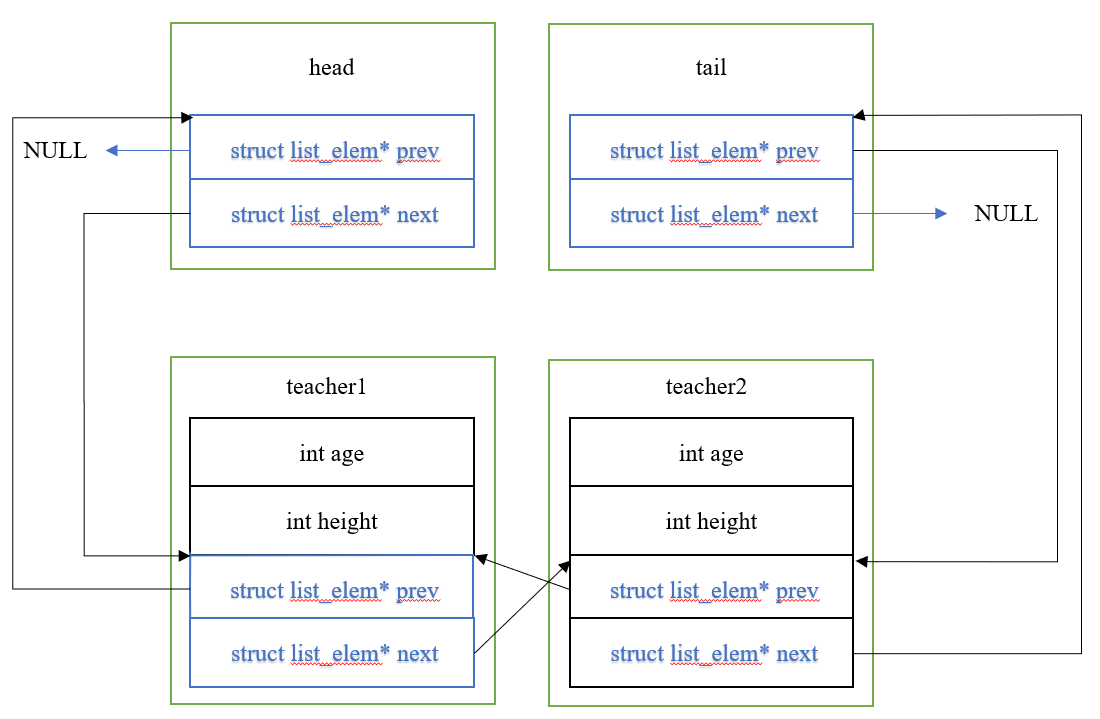 head
tail
NULL
struct list_elem* prev
struct list_elem* prev
struct list_elem* next
struct list_elem* next
NULL
teacher1
teacher2
int age
int age
int height
int height
struct list_elem* prev
struct list_elem* prev
struct list_elem* next
struct list_elem* next